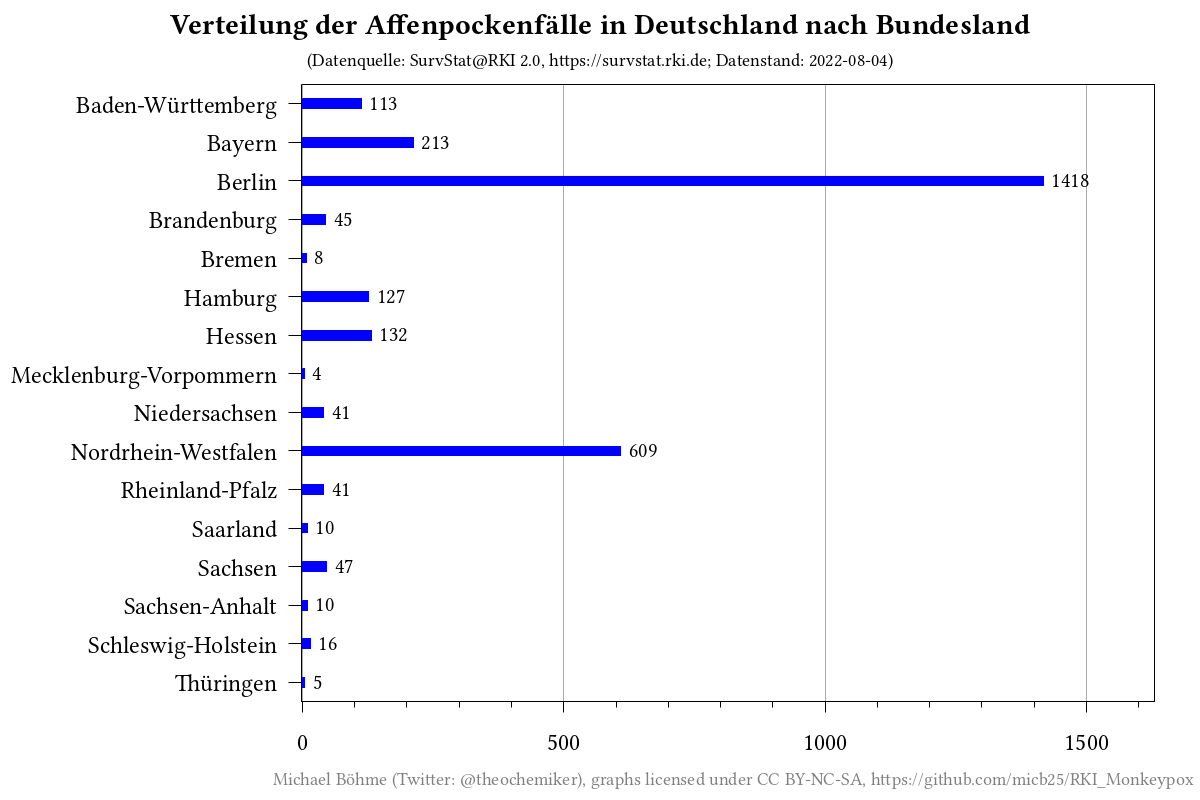 Verteilung der Affenpockenfälle in Deutschland nach Bundesland
(Datenquelle: SurvStat@RKI 2.0, https://survstat.rki.de; Datenstand: 2022-08-04)
Baden-Württemberg 113
Bayern 213
Berlin 1418
Brandenburg 45
Bremen 8
Hamburg 127
Hessen 132
Mecklenburg-Vorpommern 4
Niedersachsen 41
Nordrhein-Westfalen 609
Rheinland-Pfalz 41
Saarland 10
Sachsen 47
Sachsen-Anhalt 10
Schleswig-Holstein 16
Thüringen 5
0 500 1000 1500
Michael Böhme (Twitter: @theochemiker), graphs licensed under CC BY-NC-SA, https://github.com/micb25/RKI_Monkeypox